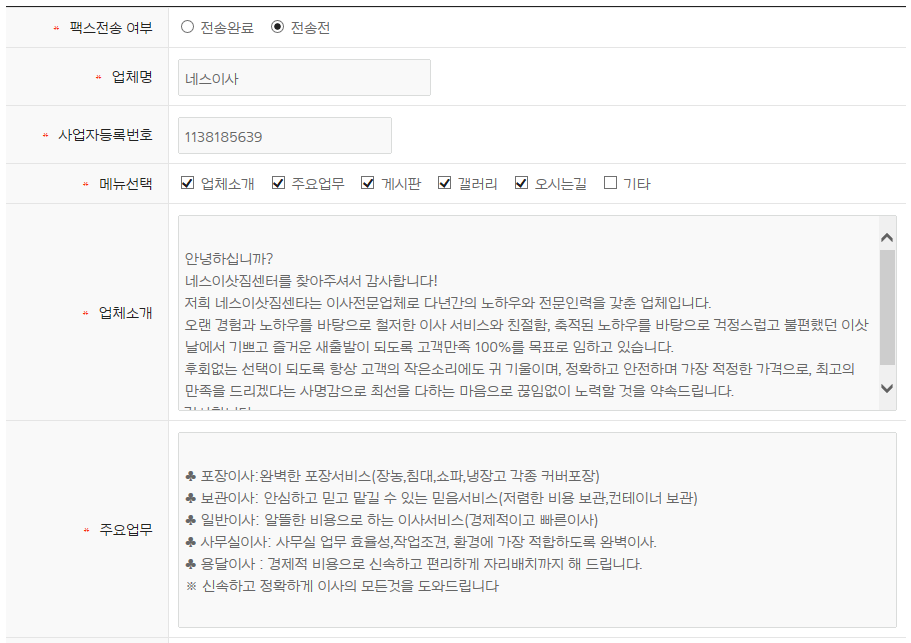 * 팩스전송 여부 전송완료 전송전
* 업체명 네스이사
* 사업자등록번호 1138185639
* 메뉴선택 업체소개 주요업무 게시판 갤러리 오시는길 기타
* 업체소개
안녕하십니까?
네스이삿짐센터를 찾아주셔서 감사합니다!
저희 네스이삿짐센타는 이사전문업체로 다년간의 노하우와 전문인력을 갖춘 업체입니다.
오랜 경험과 노하우를 바탕으로 철저한 이사 서비스와 친절함, 축적된 노하우를 바탕으로 걱정스럽고 불편했던 이삿
날에서 기쁘고 즐거운 새출발이 되도록 고객만족 100%를 목표로 임하고 있습니다.
후회없는 선택이 되도록 항상 고객의 작은소리에도 귀 기울이며, 정확하고 안전하며 가장 적정한 가격으로, 최고의
만족을 드리겠다는 사명감으로 최선을 다하는 마음으로 끊임없이 노력할 것을 약속드립니다.
* 주요업무
♣ 포장이사:완벽한 포장서비스(장농,침대,쇼파,냉장고 각종 커버포장)
♣ 보관이사: 안심하고 믿고 맡길 수 있는 믿음서비스(저렴한 비용 보관,컨테이너 보관)
♣ 일반이사: 알뜰한 비용으로 하는 이사서비스(경제적이고 빠른이사)
♣ 사무실이사: 사무실 업무 효율성,작업조건, 환경에 가장 적합하도록 완벽이사.
♣ 용달이사 : 경제적 비용으로 신속하고 편리하게 자리배치까지 해 드립니다.
※ 신속하고 정확하게 이사의 모든것을 도와드립니다